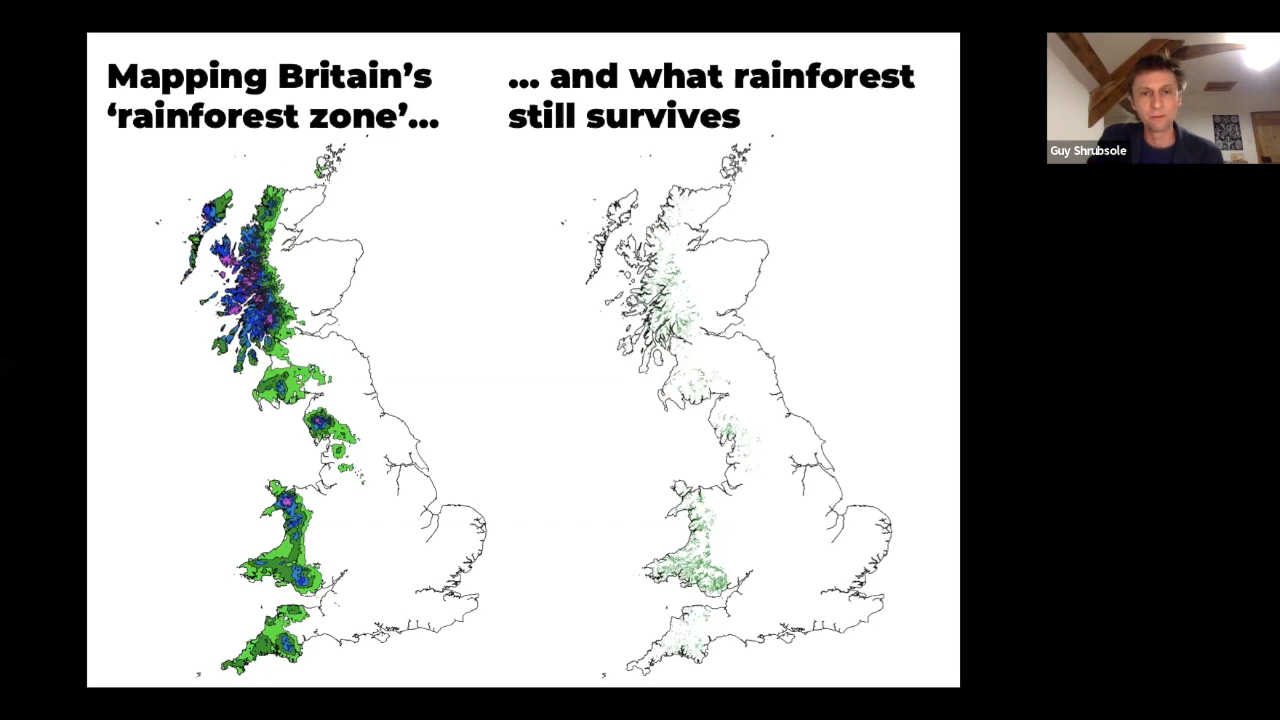 Mapping Britain’s
‘rainforest zone’...
... and what rainforest
still survives
Guy Shrubsole